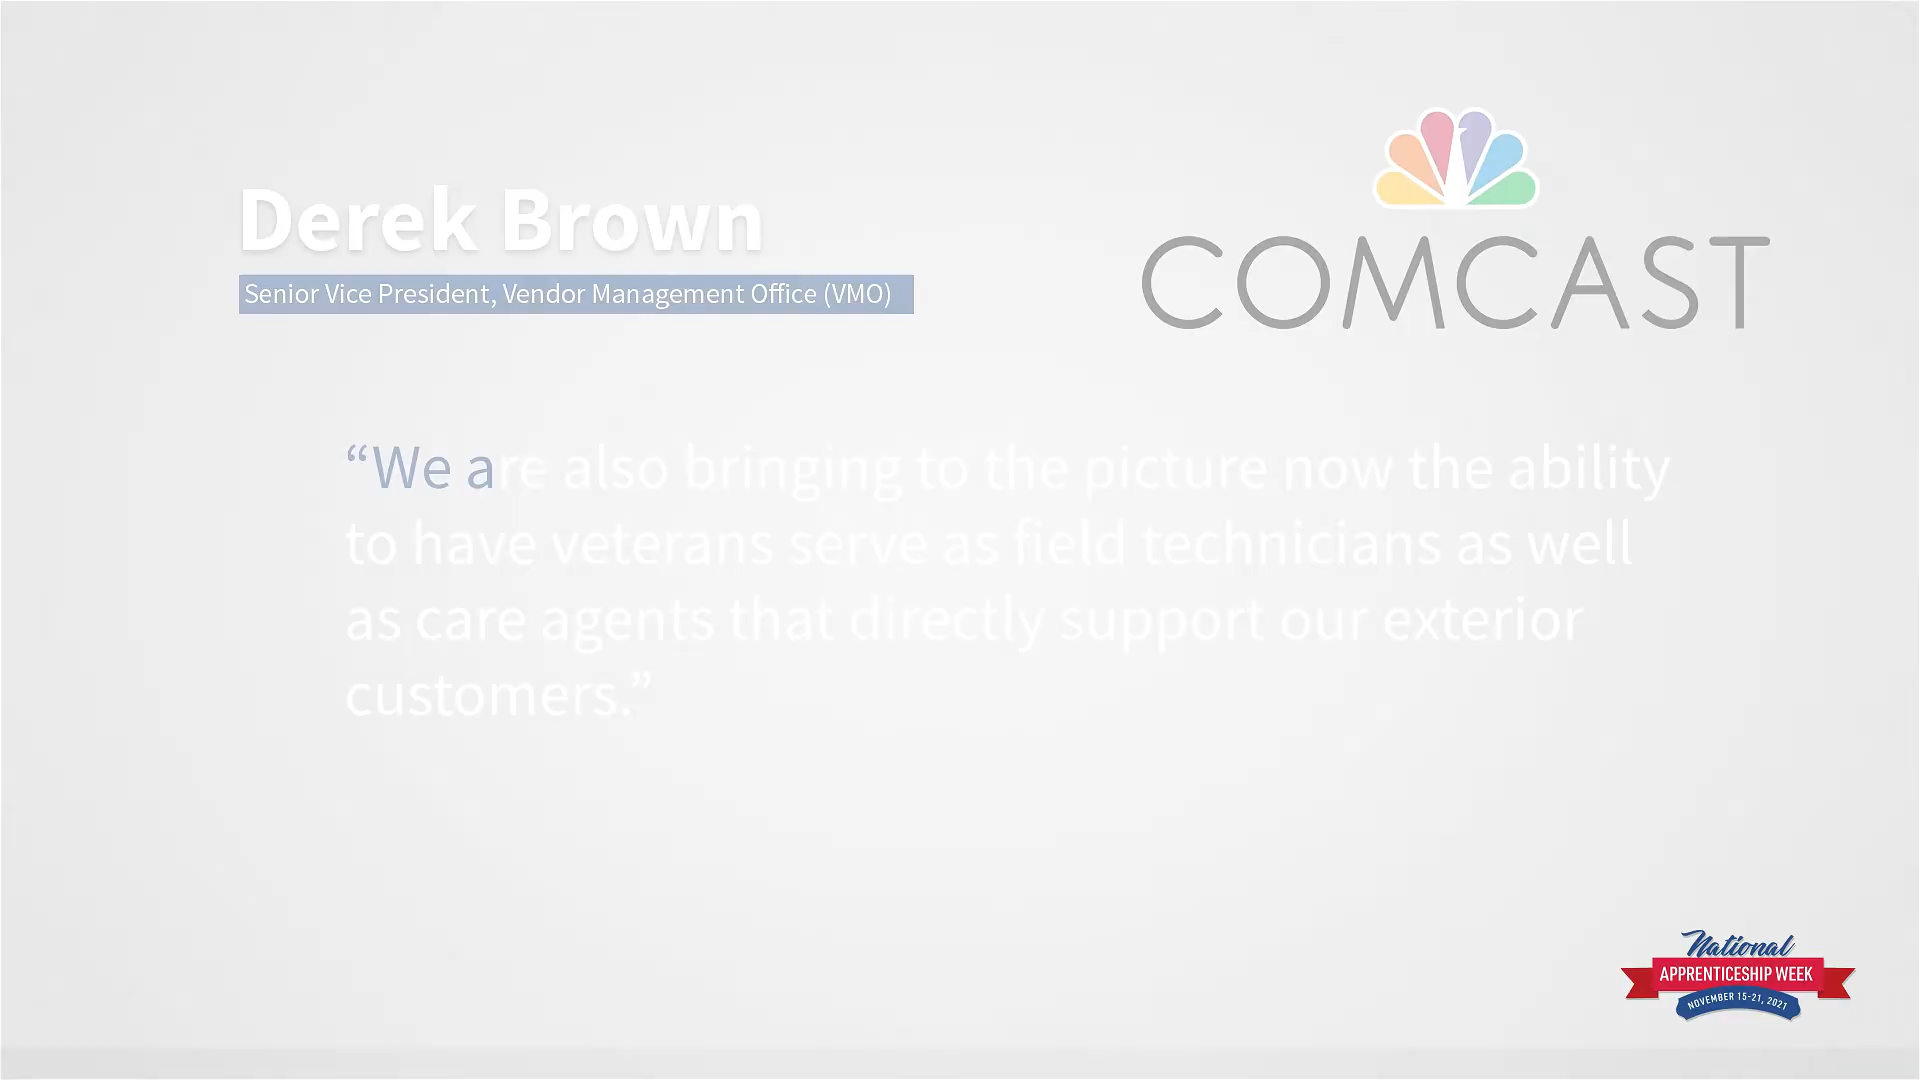 Derek Brown
Senior Vice President, Vendor Management Office (VMO)
COMCAST
“We are also bringing to the picture now the ability
to have veterans serve as field technicians as well
as care agents that directly support our exterior
customers.”
National
APPRENTICESHIP WEEK
NOVEMBER 15-21, 2021